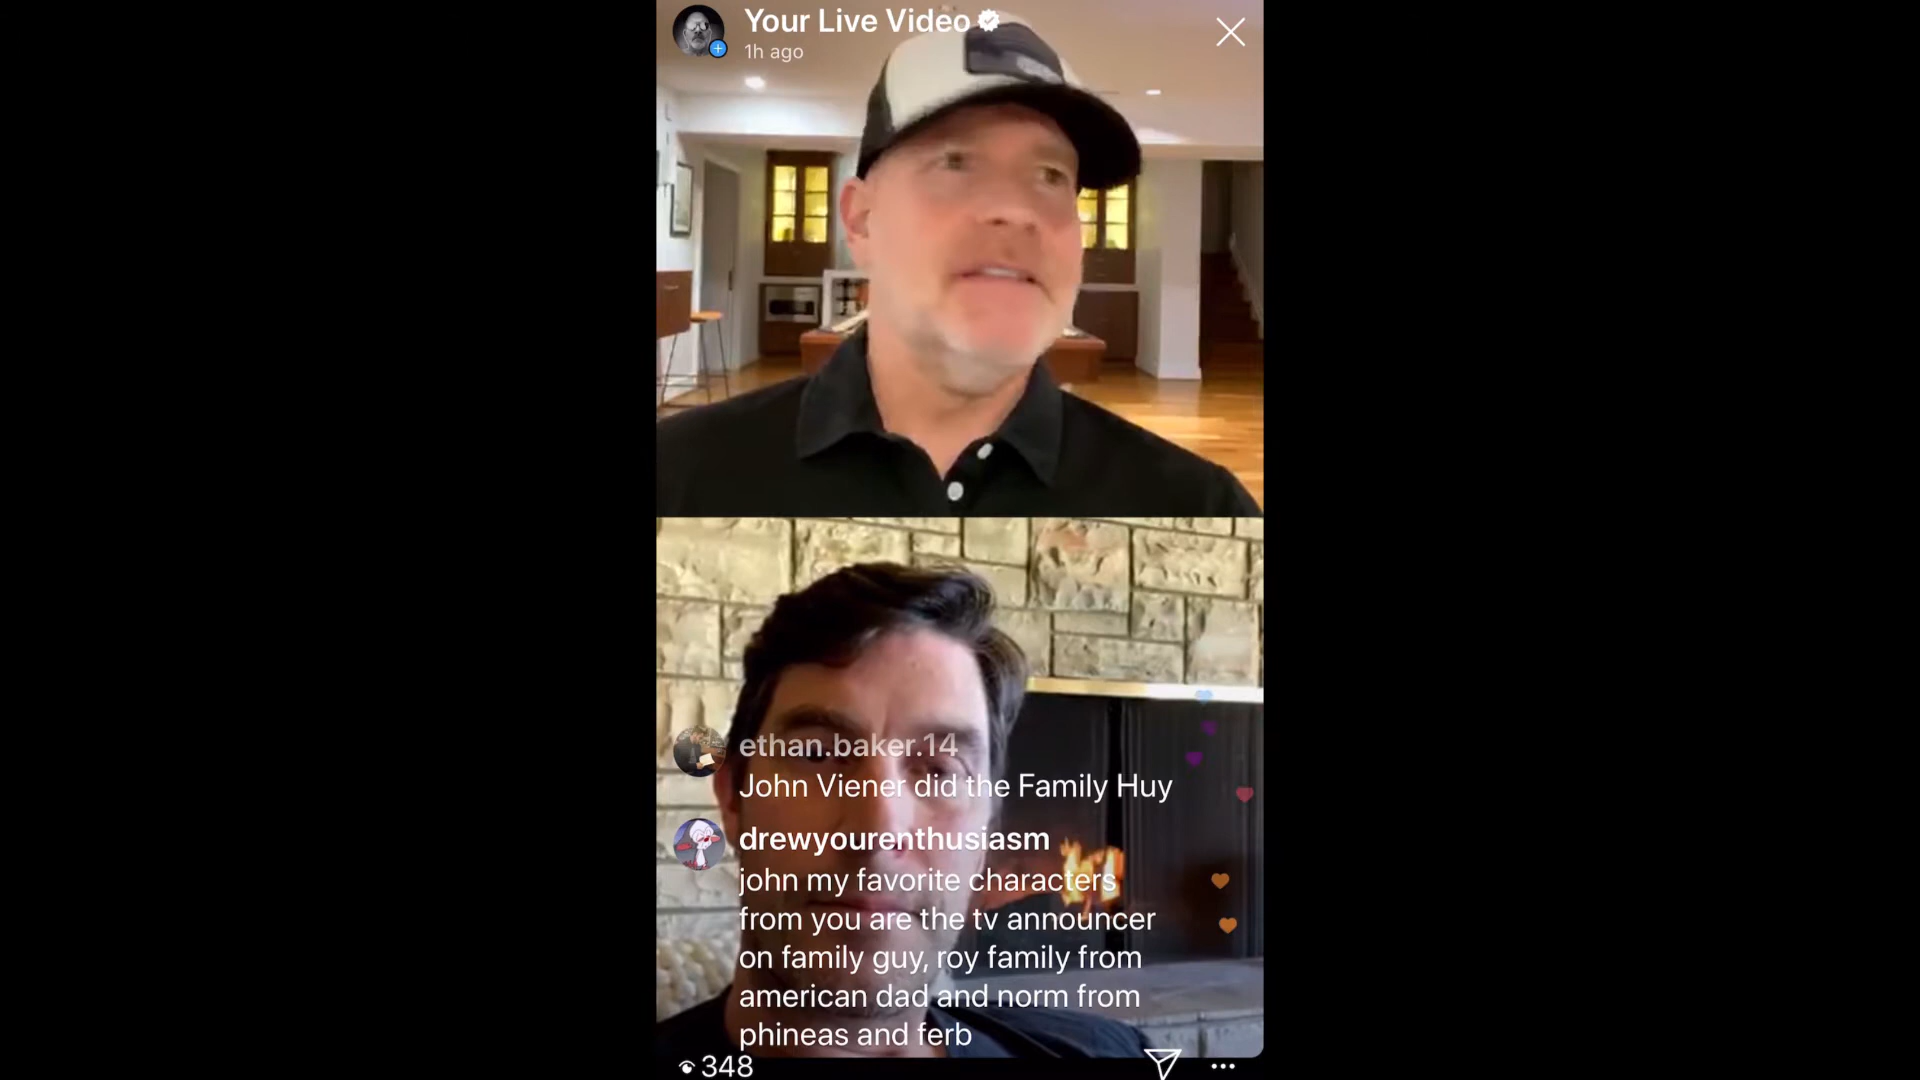 Your Live Video
1h ago
ethan.baker.14
John Viener did the Family Huy
drewyourenthusiasm
john my favorite characters
from you are the tv announcer
on family guy, roy family from
american dad and norm from
phineas and ferb
348